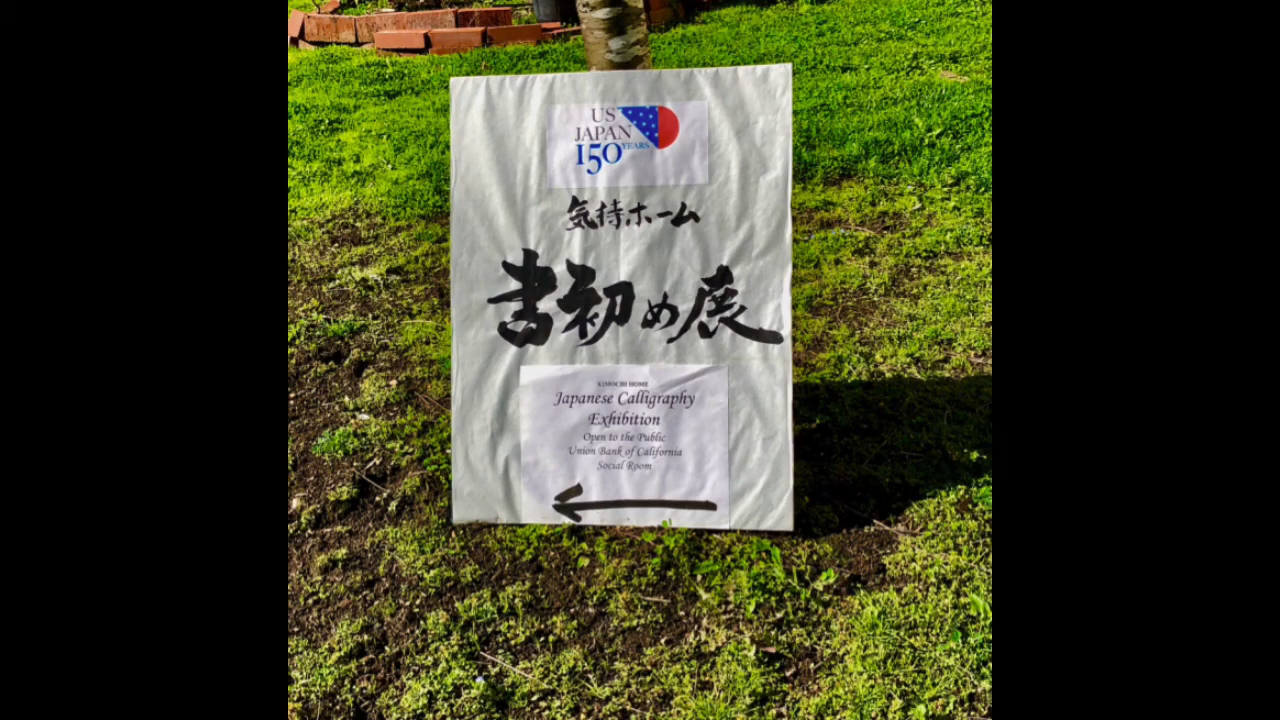 US
JAPAN
150 YEARS
気持ホーム
書初め展
KIMOCHI HOME
Japanese Calligraphy
Exhibition
Open to the Public
Union Bank of California
Social Room